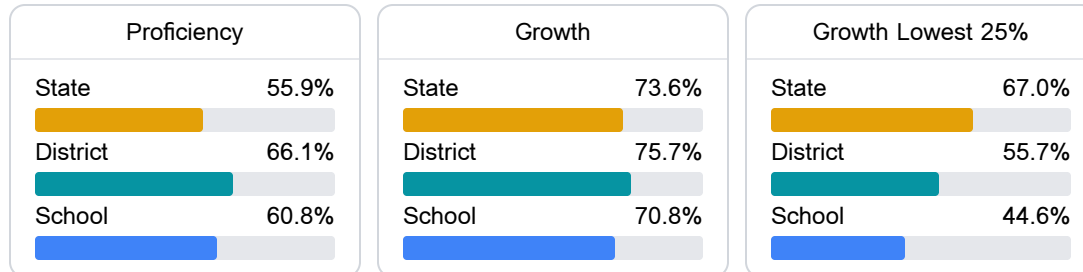 Proficiency
State 55.9%
District 66.1%
School 60.8%
Growth
State 73.6%
District 75.7%
School 70.8%
Growth Lowest 25%
State 67.0%
District 55.7%
School 44.6%